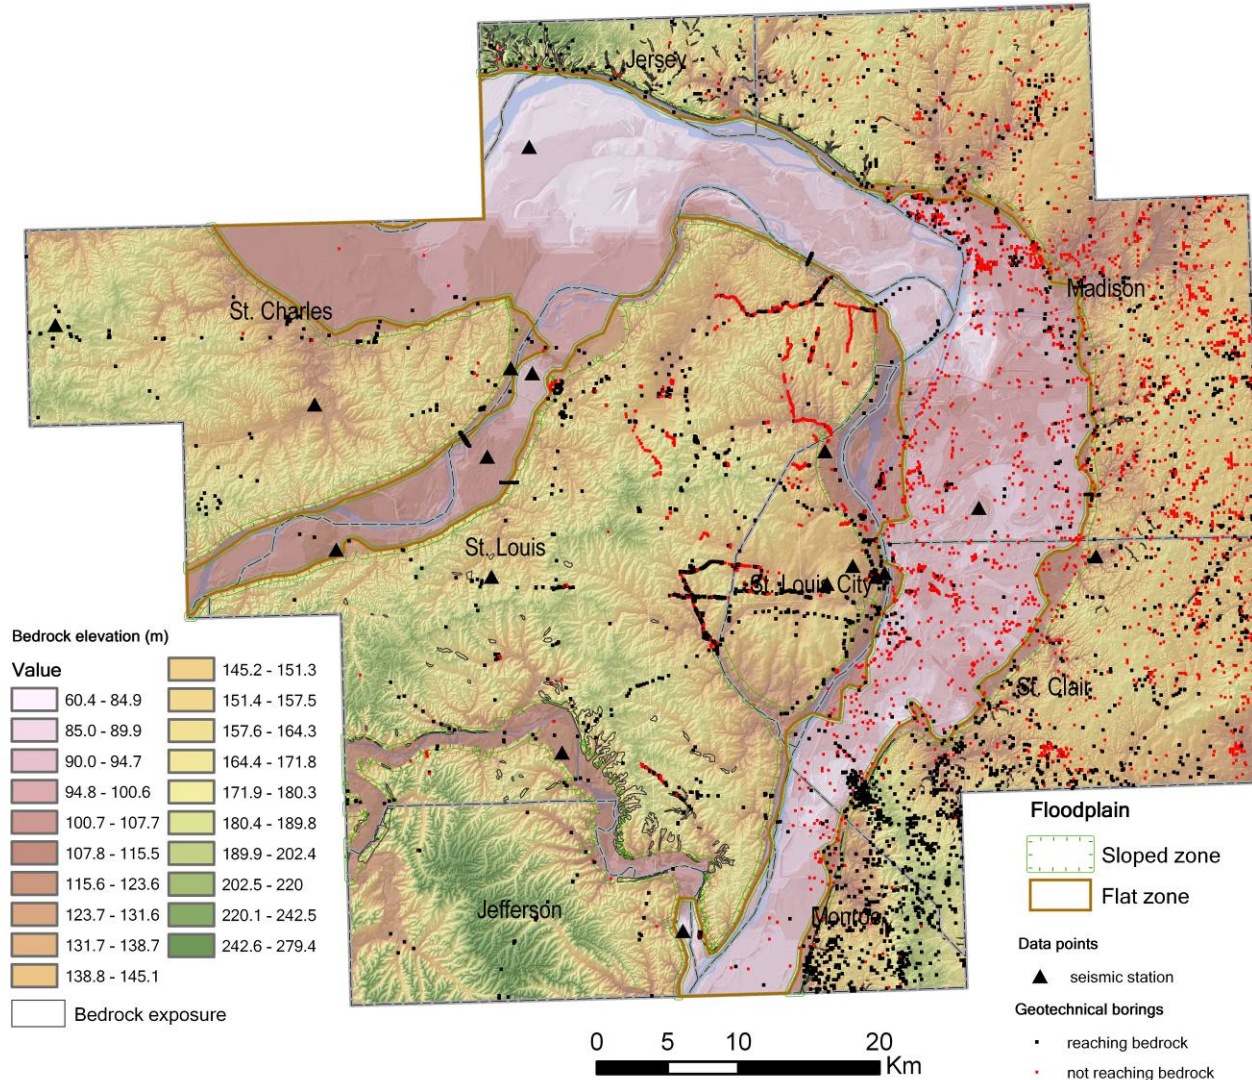 Jersey
Madison
St. Charles
St. Louis
St. Louis City
St. Clair
Jefferson
Monroe
Bedrock elevation (m)
Value
60.4 - 84.9
85.0 - 89.9
90.0 - 94.7
94.8 - 100.6
100.7 - 107.7
107.8 - 115.5
115.6 - 123.6
123.7 - 131.6
131.7 - 138.7
138.8 - 145.1
145.2 - 151.3
151.4 - 157.5
157.6 - 164.3
164.4 - 171.8
171.9 - 180.3
180.4 - 189.8
189.9 - 202.4
202.5 - 220
220.1 - 242.5
242.6 - 279.4
Bedrock exposure
0 5 10 20
Km
Floodplain
Sloped zone
Flat zone
Data points
seismic station
Geotechnical borings
reaching bedrock
not reaching bedrock